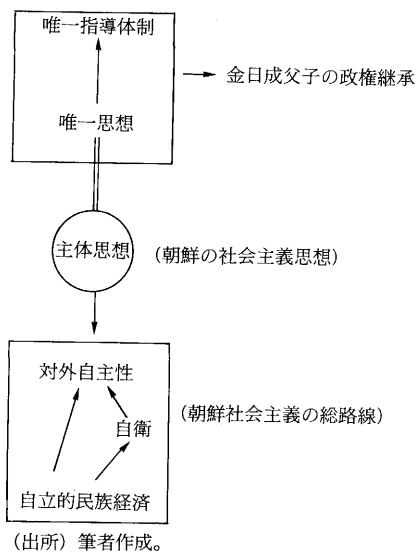 唯一指導体制
金日成父子の政権継承
唯一思想
主体思想
(朝鮮の社会主義思想)
対外自主性
(朝鮮社会主義の総路線)
自衛
自立的民族経済
(出所) 筆者作成。